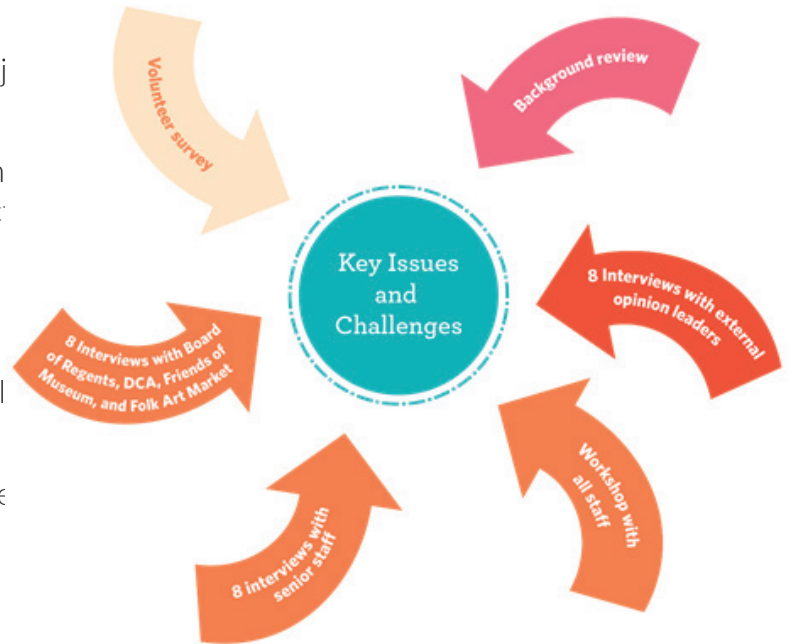 Volunteer survey
Background review
Key Issues
and
Challenges
8 Interviews with external
opinion leaders
8 Interviews with Board
of Regents, DCA, Friends of
Museum, and Folk Art Market
Workshop with
all staff
8 interviews with
senior staff